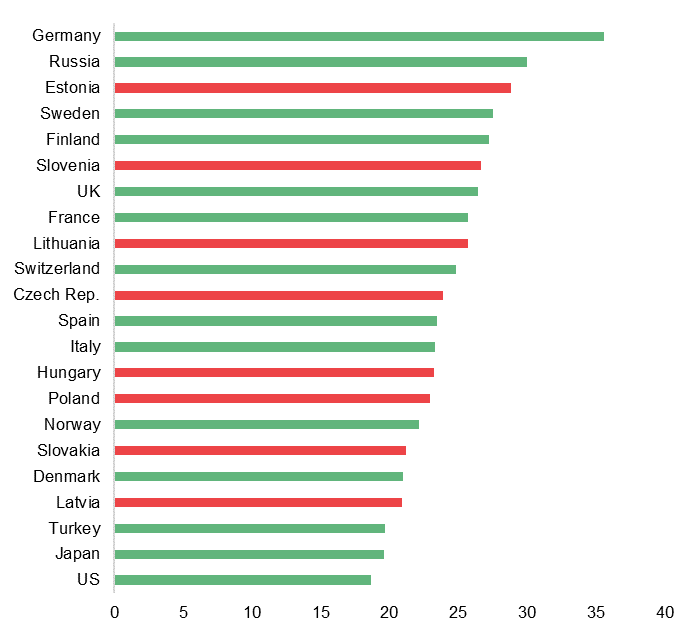 Germany
Russia
Estonia
Sweden
Finland
Slovenia
UK
France
Lithuania
Switzerland
Czech Rep.
Spain
Italy
Hungary
Poland
Norway
Slovakia
Denmark
Latvia
Turkey
Japan
US
0 5 10 15 20 25 30 35 40